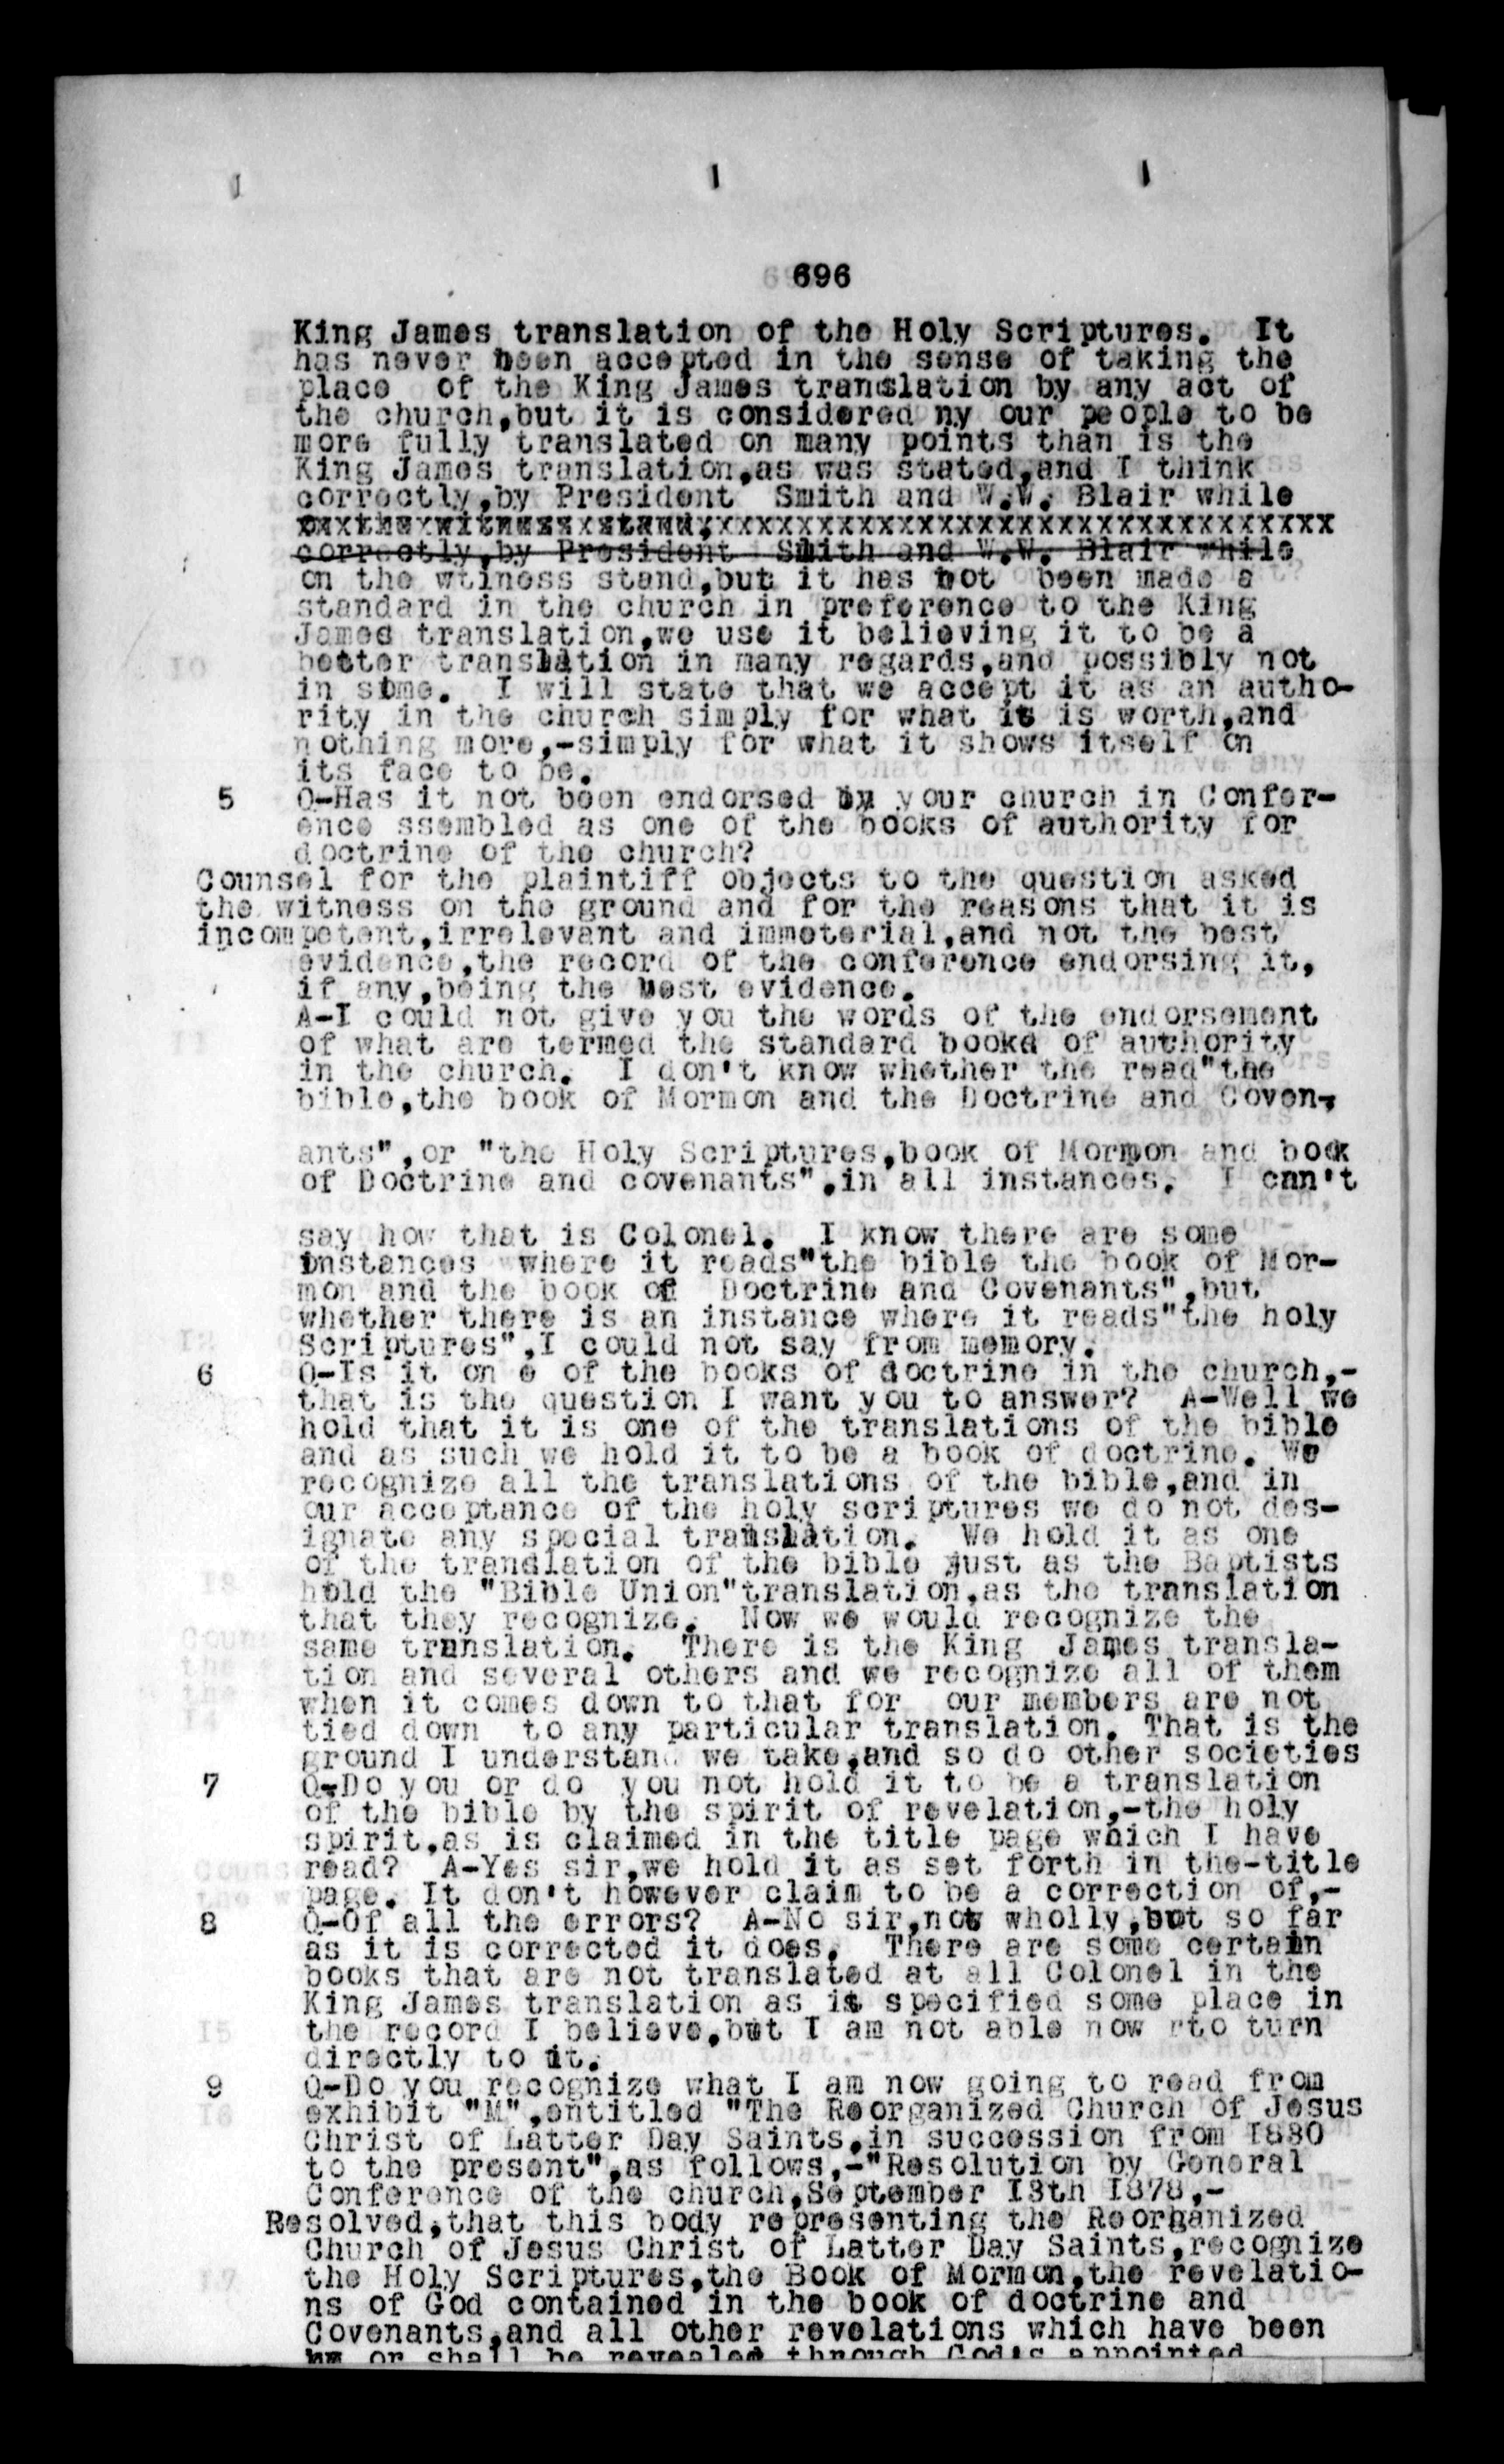 696
King James translation of the Holy Scriptures. It
has never been accepted in the sense of taking the
place of the King James translation by any act of
the church,but it is considered ny our people to be
more fully translated on many points than is the
King James translation,as was stated,and I think
correctly,by President Smith and W.W. Blair while
on the witness stand,xxxxxxxxxxxxxxxxxxxxxxxxxxxxxxx
correctly,by President Smith and W.W. Blair while
on the wtiness stand,but it has not been made a
standard in the church in preference to the King
James translation,we use it believing it to be a
better translation in many regards,and possibly not
in some. I will state that we accept it as an autho-
rity in the church simply for what it is worth,and
nothing more,-simply for what it shows itself on
its face to be.
5 Q-Has it not been endorsed by your church in Confer-
ence ssembled as one of the books of authority for
doctrine of the church?
Counsel for the plaintiff objects to the question asked
the witness on the ground and for the reasons that it is
incompetent,irrelevant and immeterial,and not the best
evidence,the record of the conference endorsing it,
if any,being the best evidence.
A-I could not give you the words of the endorsement
of what are termed the standard books of authority
in the church. I don't know whether the read"the
bible,the book of Mormon and the Doctrine and Coven-
ants",or "the Holy Scriptures,book of Mormon and book
of Doctrine and covenants",in all instances. I can't
say how that is Colonel. I know there are some
instances where it reads"the bible the book of Mor-
mon and the book of Doctrine and Covenants",but
whether there is an instance where it reads"the holy
Scriptures",I could not say from memory.
6 Q-Is it on e of the books of doctrine in the church,-
that is the question I want you to answer? A-Well we
hold that it is one of the translations of the bible
and as such we hold it to be a book of doctrine. We
recognize all the translations of the bible,and in
our acceptance of the holy scriptures we do not des-
ignate any special translation. We hold it as one
of the translation of the bible just as the Baptists
hold the "Bible Union"translation,as the translation
that they recognize. Now we would recognize the
same translation. There is the King James transla-
tion and several others and we recognize all of them
when it comes down to that for our members are not
tied down to any particular translation. That is the
ground I understand we take,and so do other societies
7 Q-Do you or do you not hold it to be a translation
of the bible by the spirit of revelation,-the holy
spirit,as is claimed in the title page which I have
read? A-Yes sir,we hold it as set forth in the-title
page. It don't however claim to be a correction of,-
8 Q-Of all the errors? A-No sir,not wholly,but so far
as it is corrected it does. There are some certain
books that are not translated at all Colonel in the
King James translation as is specified some place in
the record I believe,but I am not able now rto turn
directly to it.
9 Q-Do you recognize what I am now going to read from
exhibit "M",entitled "The Reorganized Church of Jesus
Christ of Latter Day Saints,in succession from 1830
to the present",as follows,-"Resolution by General
Conference of the church,September 13th 1878,-
Resolved,that this body representing the Reorganized
Church of Jesus Christ of Latter Day Saints,recognize
the Holy Scriptures,the Book of Mormon,the revelatio-
ns of God contained in the book of doctrine and
Covenants,and all other revelations which have been
or shall be revealed through God's appointed